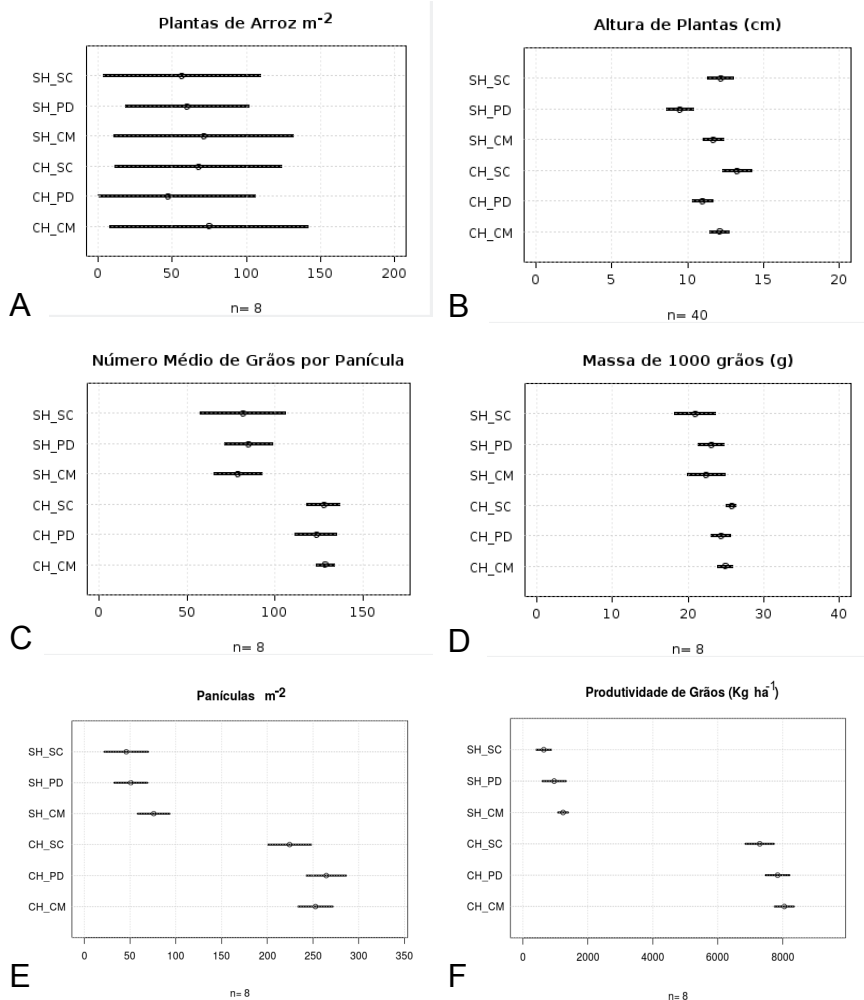 Plantas de Arroz m-2
SH_SC
SH_PD
SH_CM
CH_SC
CH_PD
CH_CM
0 50 100 150 200
n= 8
A
Altura de Plantas (cm)
SH_SC
SH_PD
SH_CM
CH_SC
CH_PD
CH_CM
0 5 10 15 20
n= 40
B
Número Médio de Grãos por Panícula
SH_SC
SH_PD
SH_CM
CH_SC
CH_PD
CH_CM
0 50 100 150
n= 8
C
Massa de 1000 grãos (g)
SH_SC
SH_PD
SH_CM
CH_SC
CH_PD
CH_CM
0 10 20 30 40
n= 8
D
Panículas m-2
SH_SC
SH_PD
SH_CM
CH_SC
CH_PD
CH_CM
0 50 100 150 200 250 300 350
n= 8
E
Produtividade de Grãos (Kg ha-1)
SH_SC
SH_PD
SH_CM
CH_SC
CH_PD
CH_CM
0 2000 4000 6000 8000
n= 8
F